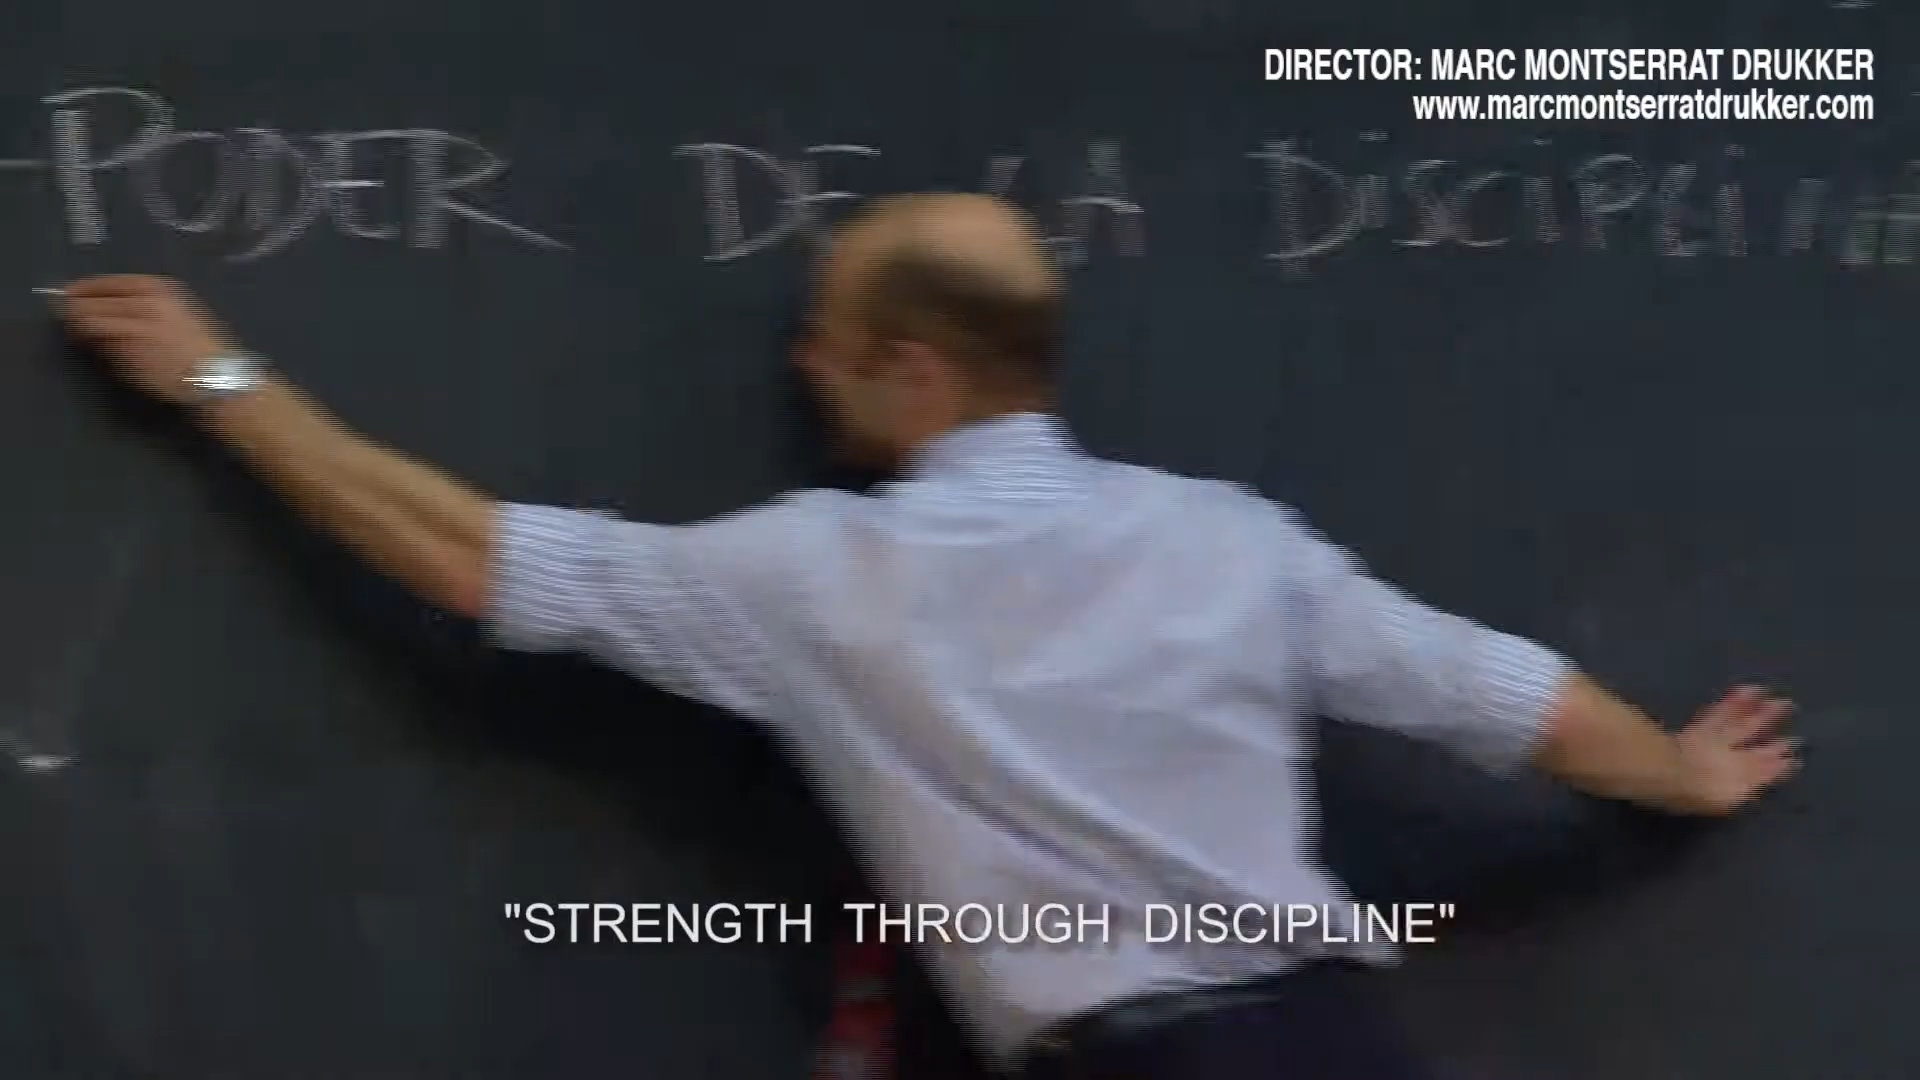 DIRECTOR: MARC MONTSERRAT DRUKKER
www.marcmontserratdrukker.com
PODER DE LA DISCIPLINA
"STRENGTH THROUGH DISCIPLINE"